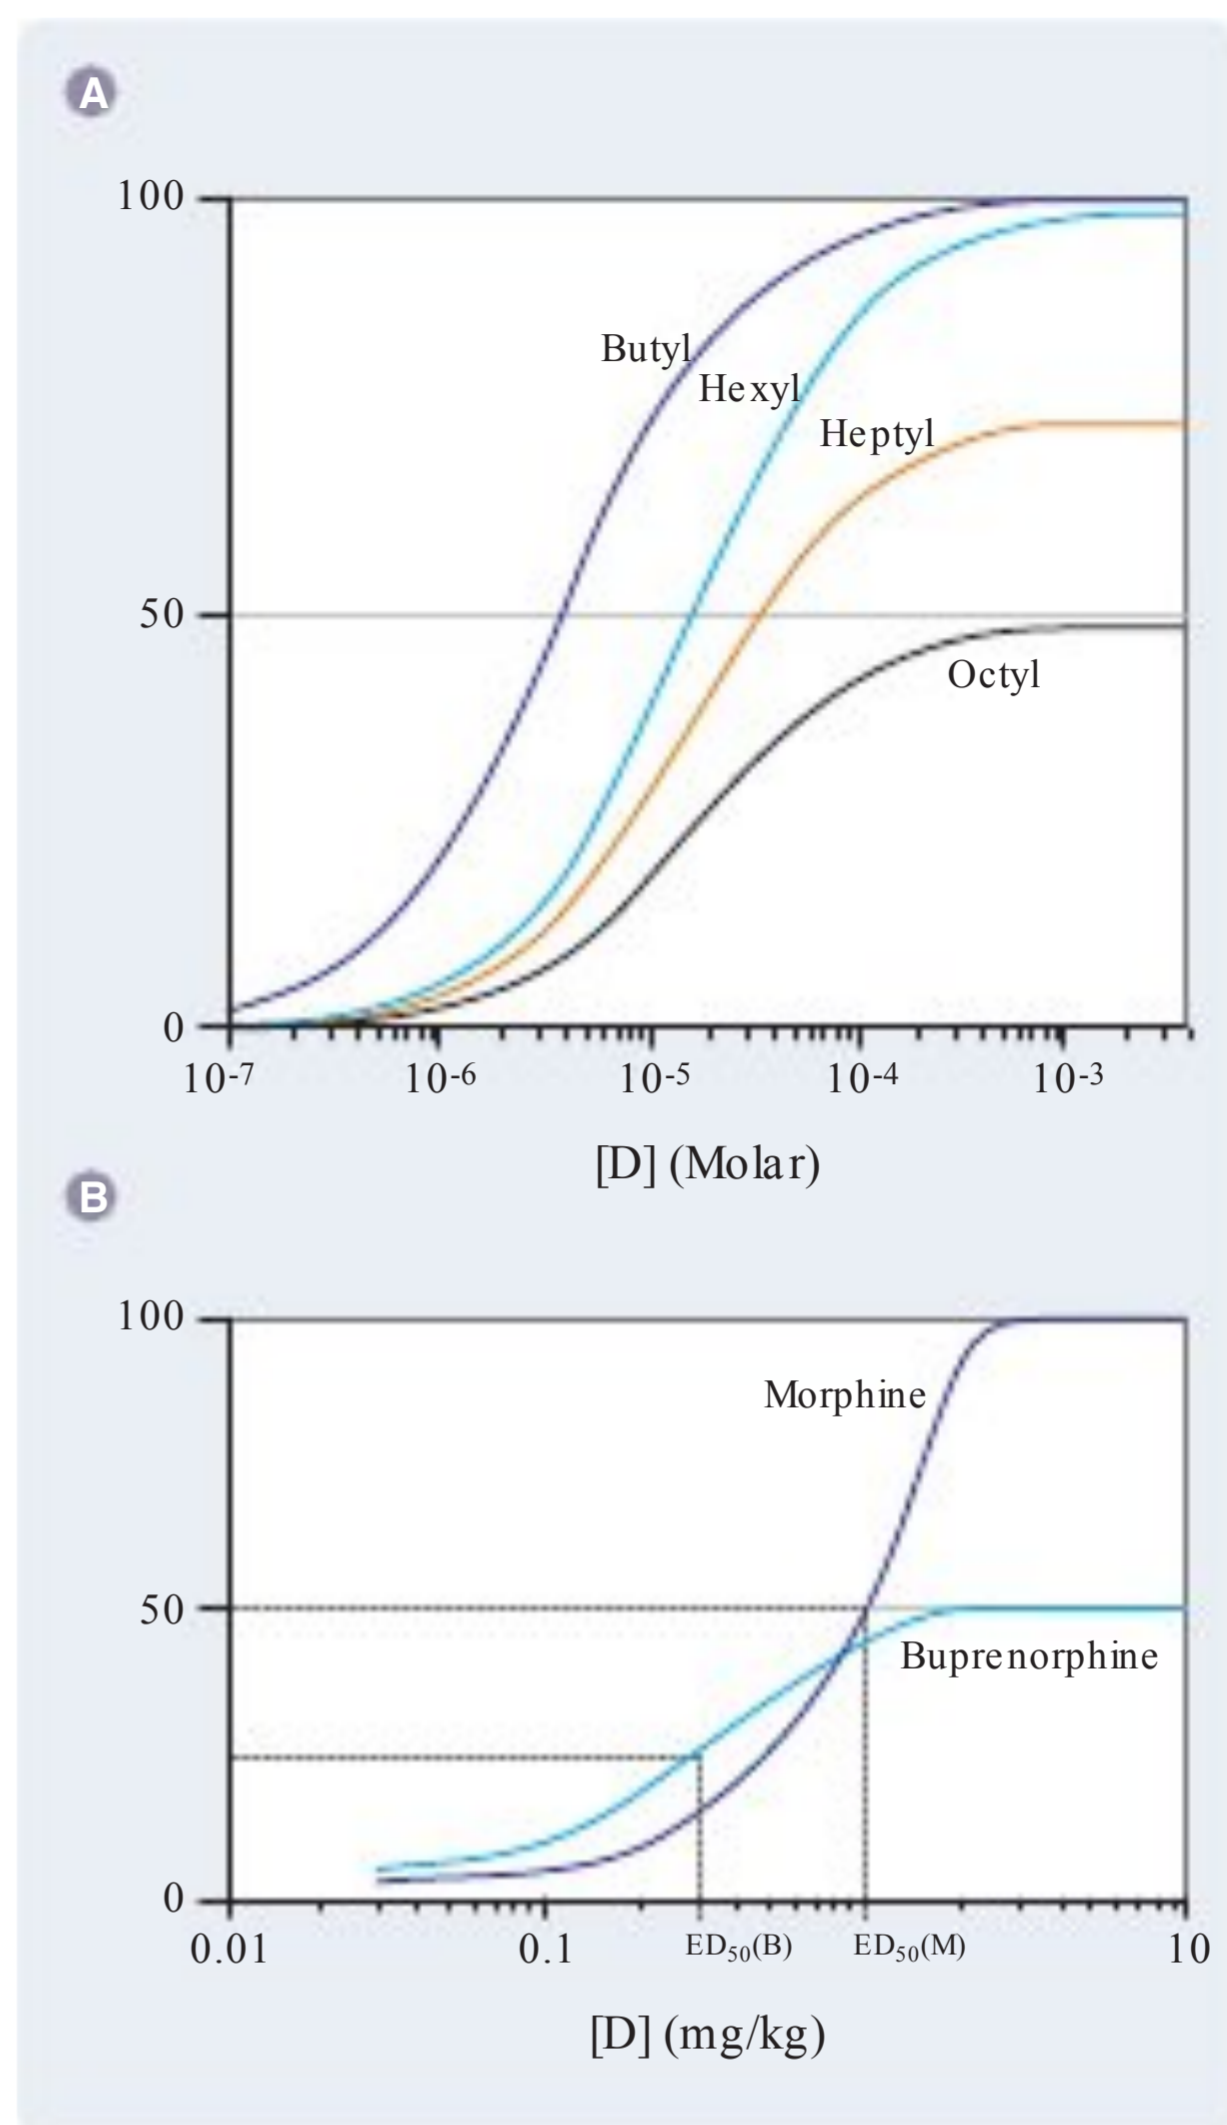 A
100
Butyl
Hexyl
Heptyl
50
Octyl
0
10-7 10-6 10-5 10-4 10-3
[D] (Molar)
B
100
Morphine
50
Buprenorphine
0
0.01 0.1 ED50(B) ED50(M) 10
[D] (mg/kg)